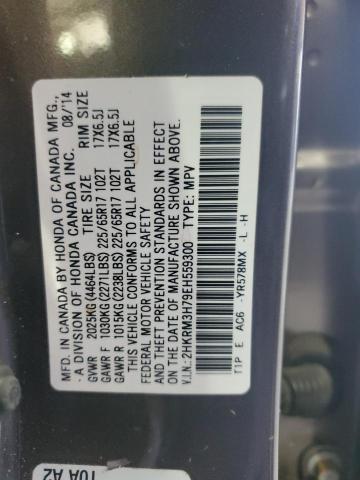 MFD. IN CANADA BY HONDA OF CANADA MFG.,
- A DIVISION OF HONDA CANADA INC. 08/'14
GVWR 2025KG(4464LBS) TIRE SIZE RIM SIZE
GAWR F 1030KG(2271LBS) 225/65R17 102T 17X6.5J
GAWR R 1015KG(2238LBS) 225/65R17 102T 17X6.5J
THIS VEHICLE CONFORMS TO ALL APPLICABLE
FEDERAL MOTOR VEHICLE SAFETY
AND THEFT PREVENTION STANDARDS IN EFFECT
ON THE DATE OF MANUFACTURE SHOWN ABOVE.
V.I.N.:2HKRM3H79EH559300 TYPE: MPV
T1P E AC6 -YR578MX -L -H
10A A2